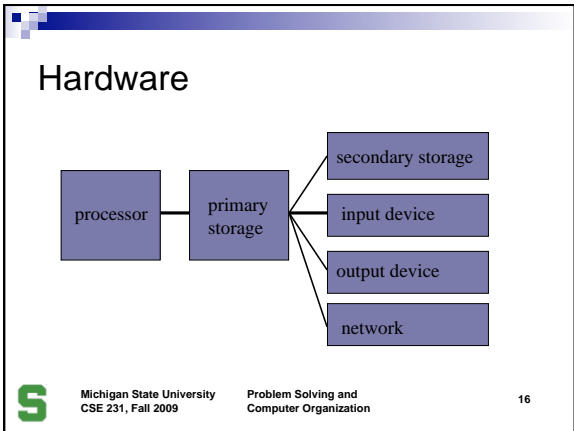 Hardware
secondary storage
processor
primary
storage
input device
output device
network
S
Michigan State University
CSE 231, Fall 2009
Problem Solving and
Computer Organization
16